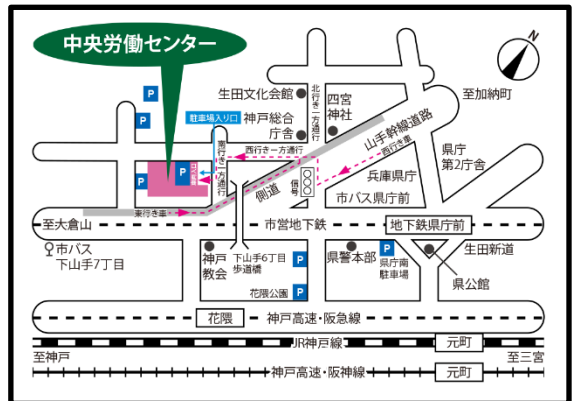 中央労働センター
N
P
P
生田文化会館
北行き一方通行
四宮
神社
至加納町
駐車場入り口
神戸総合
庁舎
山手幹線道路
南行き一方通行
西行き一方通行
西行き車
県庁
第2庁舎
P
P
信号
兵庫県庁
側道
市バス県庁前
東行き車
至大倉山
市営地下鉄
地下鉄県庁前
市バス
下山手7丁目
神戸
教会
下山手6丁目
歩道橋
P
県警本部
P
県庁南
駐車場
生田新道
県公館
花隈公園
P
花隈
神戸高速・阪急線
JR神戸線
元町
至神戸
至三宮
神戸高速・阪神線
元町